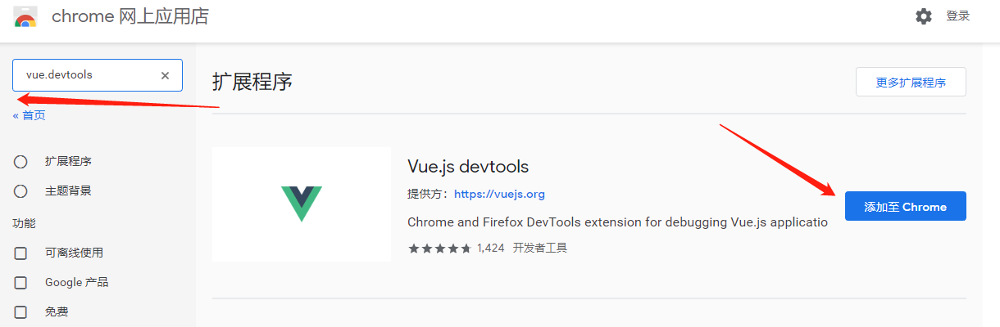 chrome 网上应用店
登录
vue.devtools
« 首页
扩展程序
主题背景
功能
可离线使用
Google 产品
免费
扩展程序
更多扩展程序
Vue.js devtools
提供方：https://vuejs.org
Chrome and Firefox DevTools extension for debugging Vue.js applicatio
1,424 开发者工具
添加至 Chrome